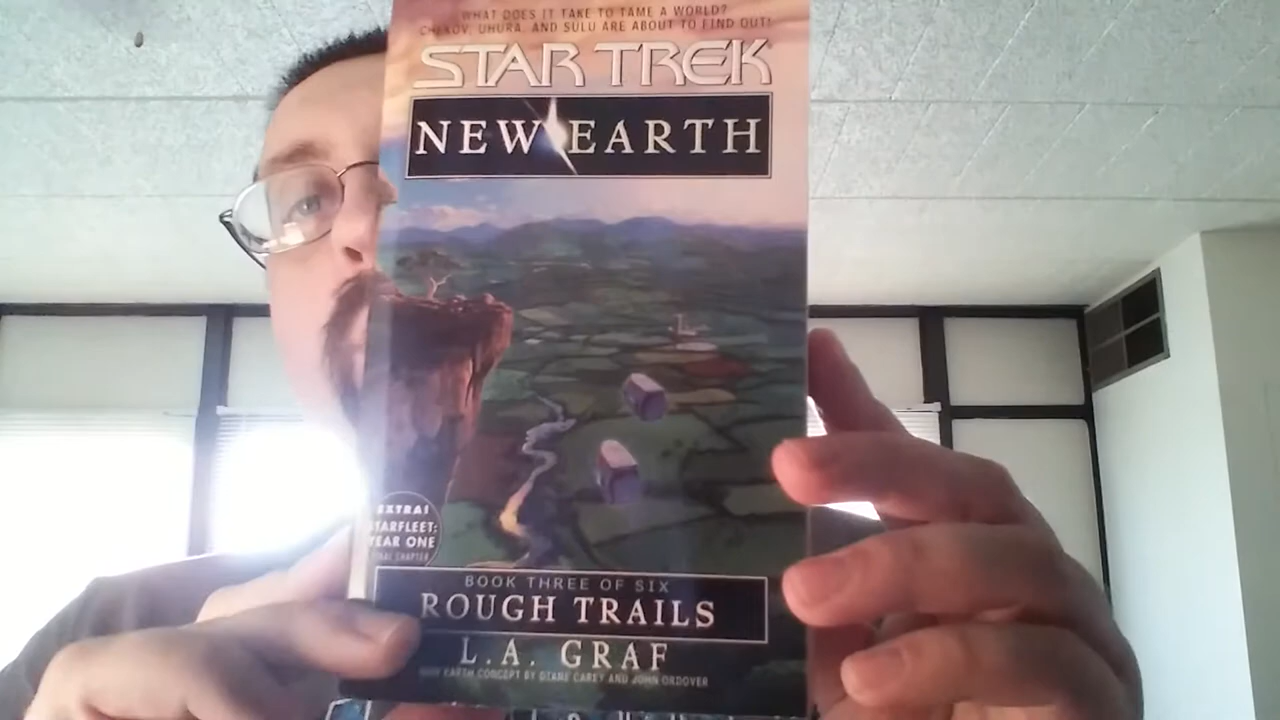 WHAT DOES IT TAKE TO TAME A WORLD?
CHEKOV, UHURA, AND SULU ARE ABOUT TO FIND OUT!
STAR TREK
NEW EARTH
EXTRA!
STARFLEET:
YEAR ONE
BOOK THREE OF SIX
ROUGH TRAILS
L.A. GRAF
NEW EARTH CONCEPT BY DIANE CAREY AND JOHN ORDOVER